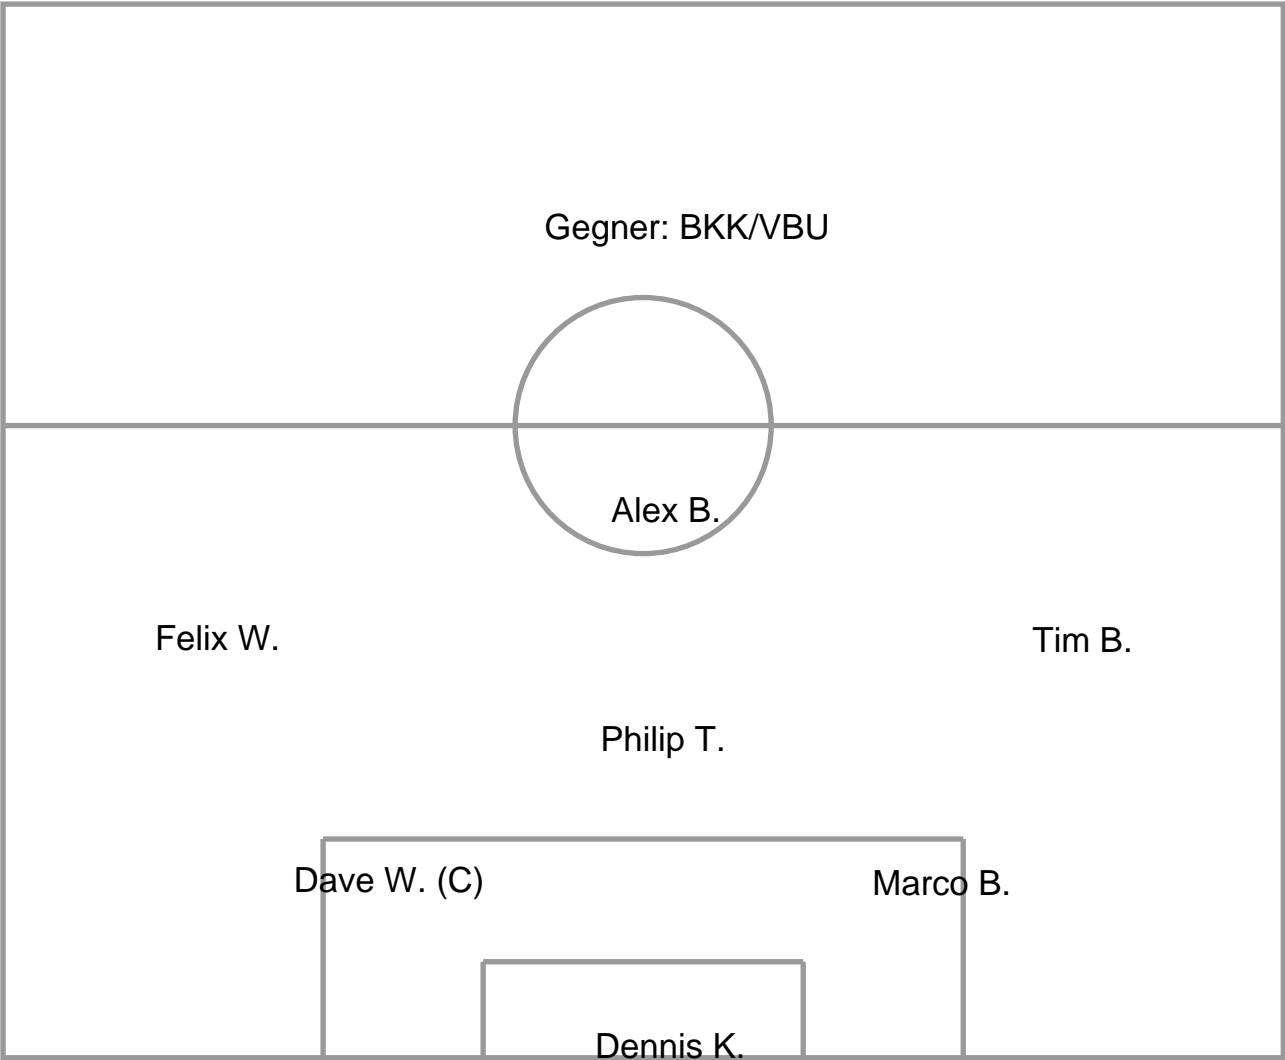 Gegner: BKK/VBU
Alex B.
Felix W.
Tim B.
Philip T.
Dave W. (C)
Marco B.
Dennis K.